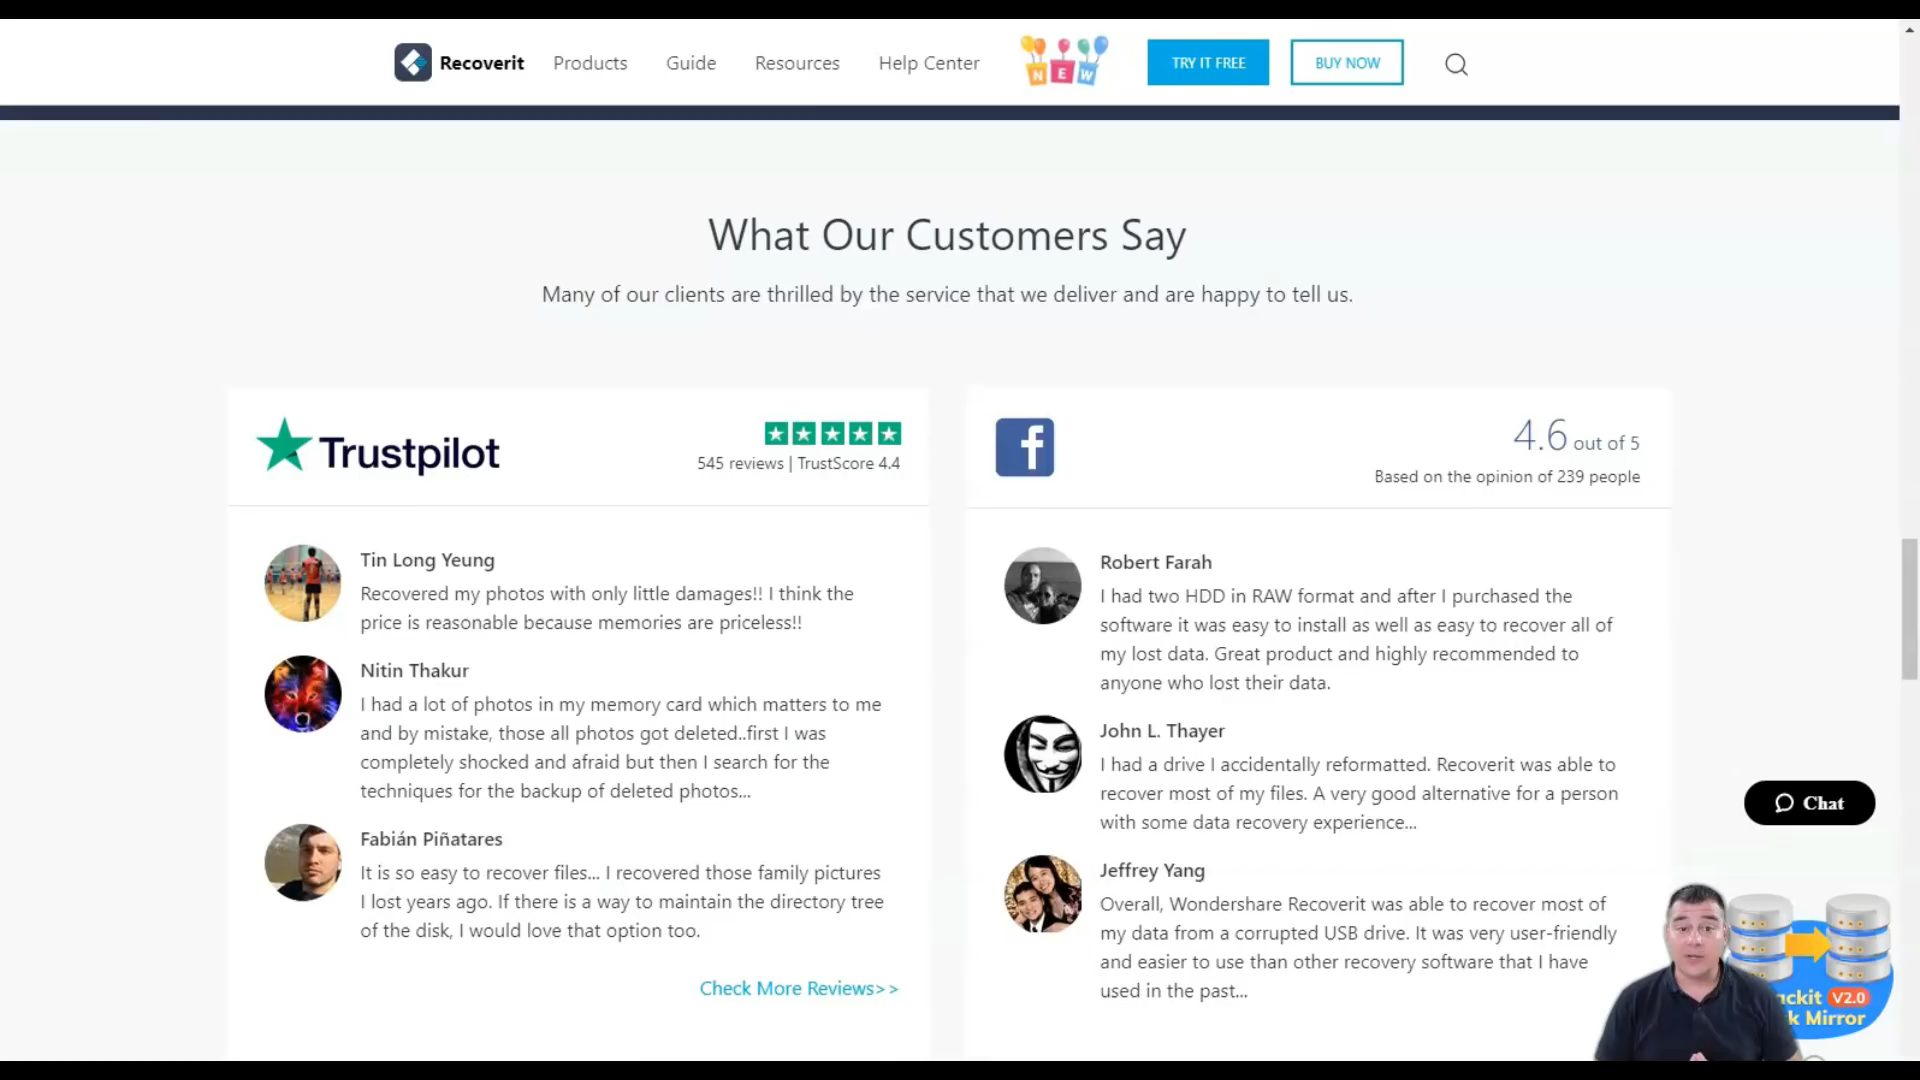 Recoverit
Products
Guide
Resources
Help Center
NEW
TRY IT FREE
BUY NOW
What Our Customers Say
Many of our clients are thrilled by the service that we deliver and are happy to tell us.
Trustpilot
545 reviews | TrustScore 4.4
Tin Long Yeung
Recovered my photos with only little damages!! I think the
price is reasonable because memories are priceless!!
Nitin Thakur
I had a lot of photos in my memory card which matters to me
and by mistake, those all photos got deleted..first I was
completely shocked and afraid but then I search for the
techniques for the backup of deleted photos...
Fabián Piñatares
It is so easy to recover files... I recovered those family pictures
I lost years ago. If there is a way to maintain the directory tree
of the disk, I would love that option too.
Check More Reviews>>
f
4.6 out of 5
Based on the opinion of 239 people
Robert Farah
I had two HDD in RAW format and after I purchased the
software it was easy to install as well as easy to recover all of
my lost data. Great product and highly recommended to
anyone who lost their data.
John L. Thayer
I had a drive I accidentally reformatted. Recoverit was able to
recover most of my files. A very good alternative for a person
with some data recovery experience...
Jeffrey Yang
Overall, Wondershare Recoverit was able to recover most of
my data from a corrupted USB drive. It was very user-friendly
and easier to use than other recovery software that I have
used in the past...
Chat
ackit V2.0
k Mirror